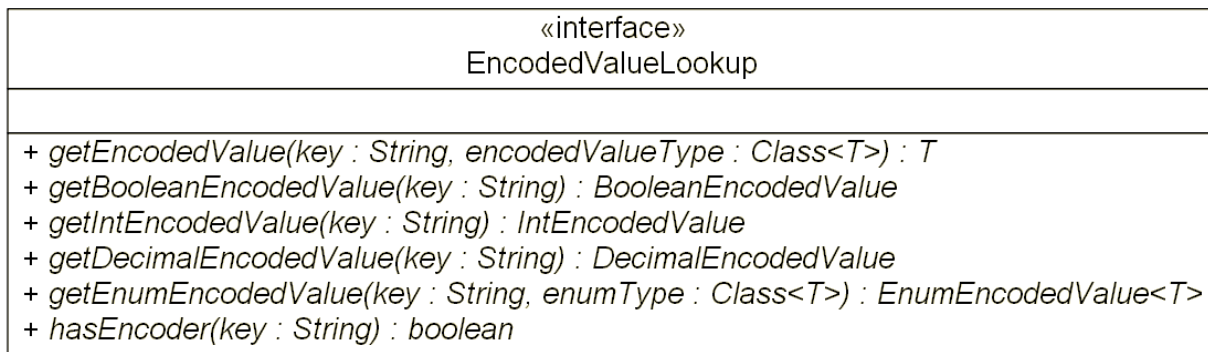 «interface»
EncodedValueLookup
+ getEncodedValue(key : String, encodedValueType : Class<T>) : T
+ getBooleanEncodedValue(key : String) : BooleanEncodedValue
+ getIntEncodedValue(key : String) : IntEncodedValue
+ getDecimalEncodedValue(key : String) : DecimalEncodedValue
+ getEnumEncodedValue(key : String, enumType : Class<T>) : EnumEncodedValue<T>
+ hasEncoder(key : String) : boolean